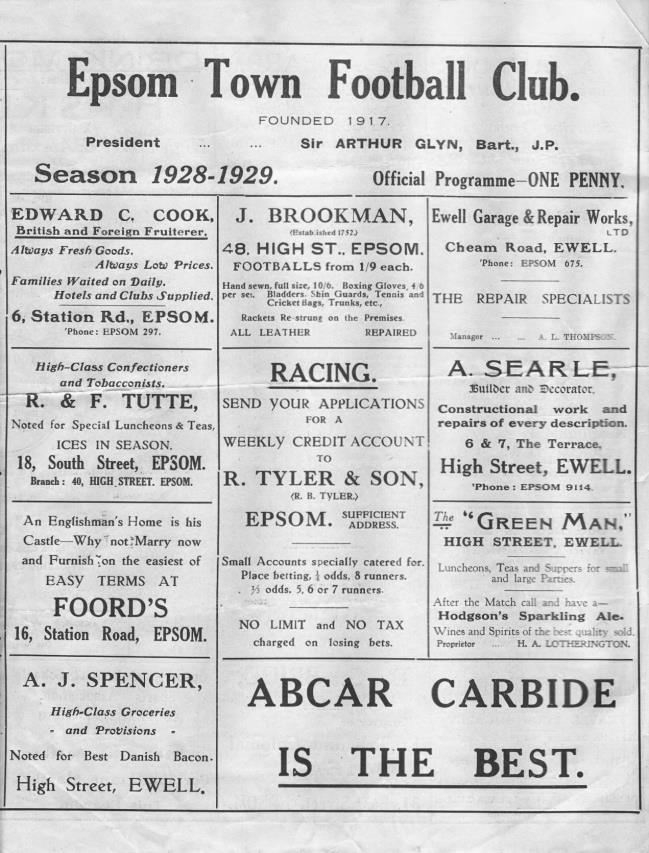 Epsom Town Football Club.
FOUNDED 1917.
President ... ... Sir ARTHUR GLYN, Bart., J.P.
Season 1928-1929. Official Programme—ONE PENNY.
EDWARD C. COOK,
British and Foreign Fruiterer.
Always Fresh Goods.
Always Low Prices.
Families Waited on Daily.
Hotels and Clubs Supplied.
6, Station Rd., EPSOM.
'Phone: EPSOM 297.
High-Class Confectioners
and Tobacconists.
R. & F. TUTTE,
Noted for Special Luncheons & Teas,
ICES IN SEASON.
18, South Street, EPSOM.
Branch: 40, HIGH STREET. EPSOM.
An Englishman's Home is his
Castle—Why not Marry now
and Furnish on the easiest of
EASY TERMS AT
FOORD'S
16, Station Road, EPSOM.
A. J. SPENCER,
High-Class Groceries
- and Provisions -
Noted for Best Danish Bacon.
High Street, EWELL.
J. BROOKMAN,
(Established 1752.)
48, HIGH ST., EPSOM.
FOOTBALLS from 1/9 each.
Hand sewn, full size, 10/6. Boxing Gloves, 4/6
per set. Bladders. Shin Guards, Tennis and
Cricket Bags, Trunks, etc.,
Rackets Re-strung on the Premises.
ALL LEATHER REPAIRED
RACING.
SEND YOUR APPLICATIONS
FOR A
WEEKLY CREDIT ACCOUNT
TO
R. TYLER & SON,
(R. B. TYLER.)
EPSOM. SUFFICIENT
ADDRESS.
Small Accounts specially catered for.
Place betting, odds, 8 runners.
odds. 5, 6 or 7 runners
NO LIMIT and NO TAX
charged on losing bets.
Ewell Garage & Repair Works,
LTD
Cheam Road, EWELL.
'Phone: EPSOM 675.
THE REPAIR SPECIALISTS
Manager ... ... A. L. THOMPSON.
A. SEARLE,
Builder and Decorator.
Constructional work and
repairs of every description.
6 & 7, The Terrace,
High Street, EWELL.
'Phone: EPSOM 9114.
The "GREEN MAN,"
HIGH STREET, EWELL.
Luncheons, Teas and Suppers for small
and large Parties.
After the Match call and have a—
Hodgson's Sparkling Ale.
Wines and Spirits of the best quality sold.
Proprietor .... H. A. LOTHERINGTON.
ABCAR CARBIDE
IS THE BEST.